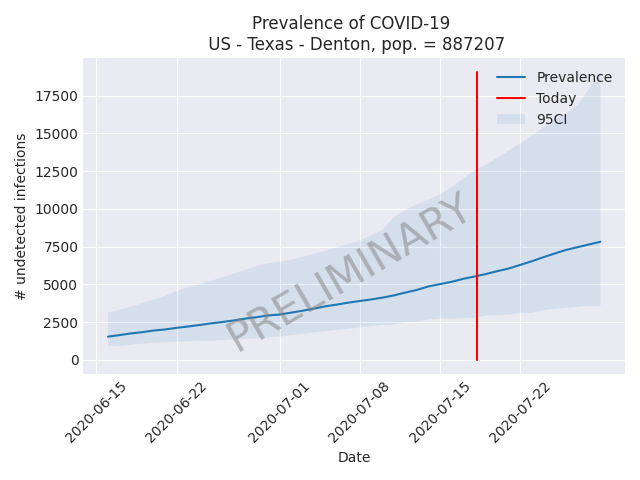 Prevalence of COVID-19
US - Texas - Denton, pop. = 887207
Prevalence
Today
95CI
17500
15000
12500
10000
7500
5000
2500
0
# undetected infections
PRELIMINARY
2020-06-15
2020-06-22
2020-07-01
2020-07-08
2020-07-15
2020-07-22
Date